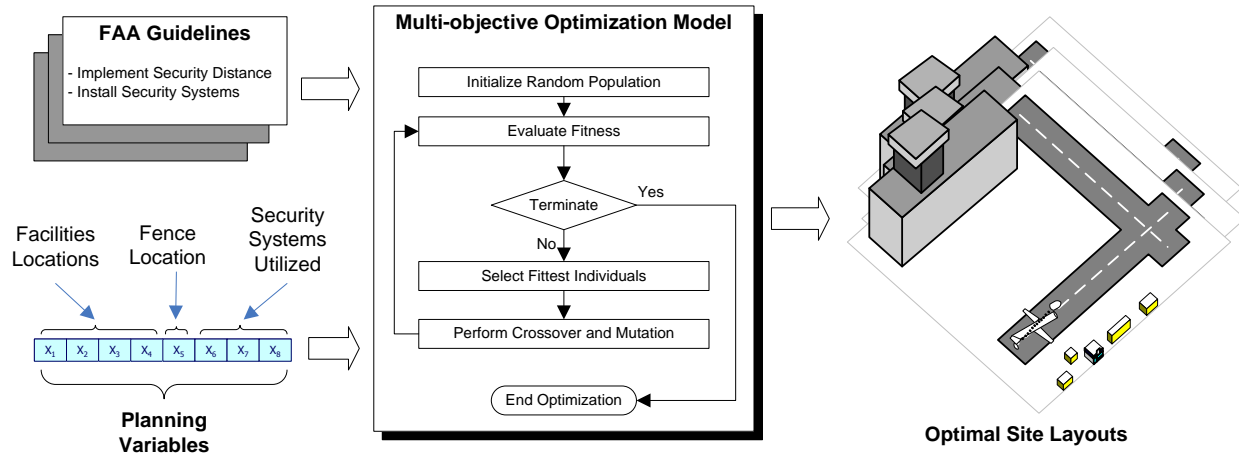 FAA Guidelines
- Implement Security Distance
- Install Security Systems
Facilities
Locations
Fence
Location
Security
Systems
Utilized
X₁ X₂ X₃ X₄ X₅ X₆ X₇ X₈
Planning
Variables
Multi-objective Optimization Model
Initialize Random Population
Evaluate Fitness
Terminate
Yes
No
Select Fittest Individuals
Perform Crossover and Mutation
End Optimization
Optimal Site Layouts